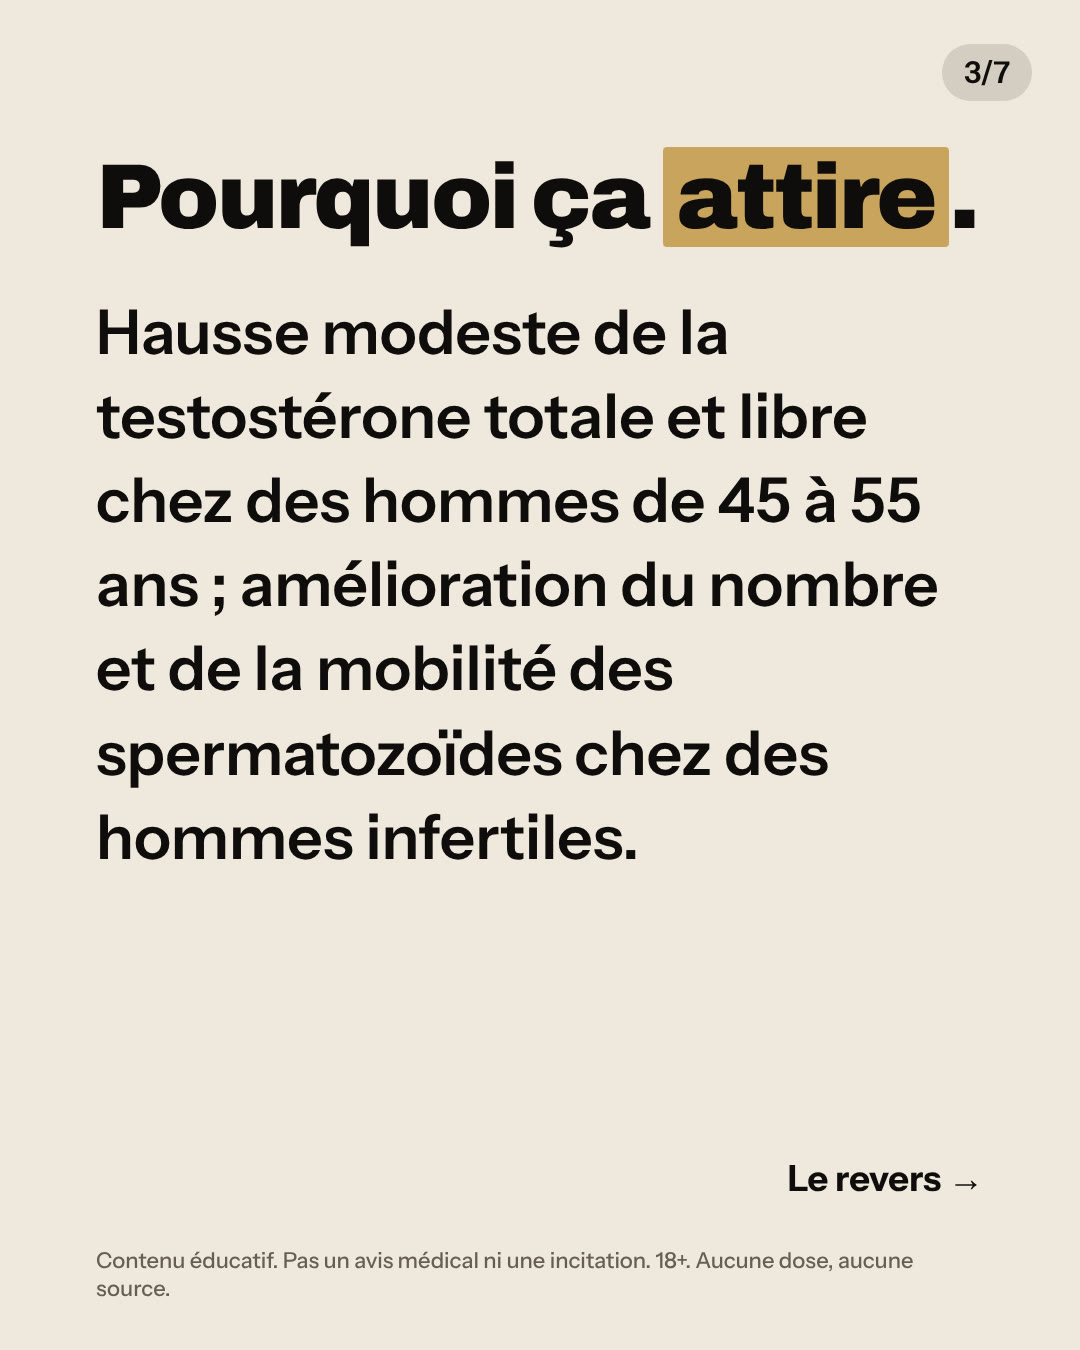 3/7
Pourquoi ça attire.
Hausse modeste de la
testostérone totale et libre
chez des hommes de 45 à 55
ans ; amélioration du nombre
et de la mobilité des
spermatozoïdes chez des
hommes infertiles.
Le revers →
Contenu éducatif. Pas un avis médical ni une incitation. 18+. Aucune dose, aucune
source.